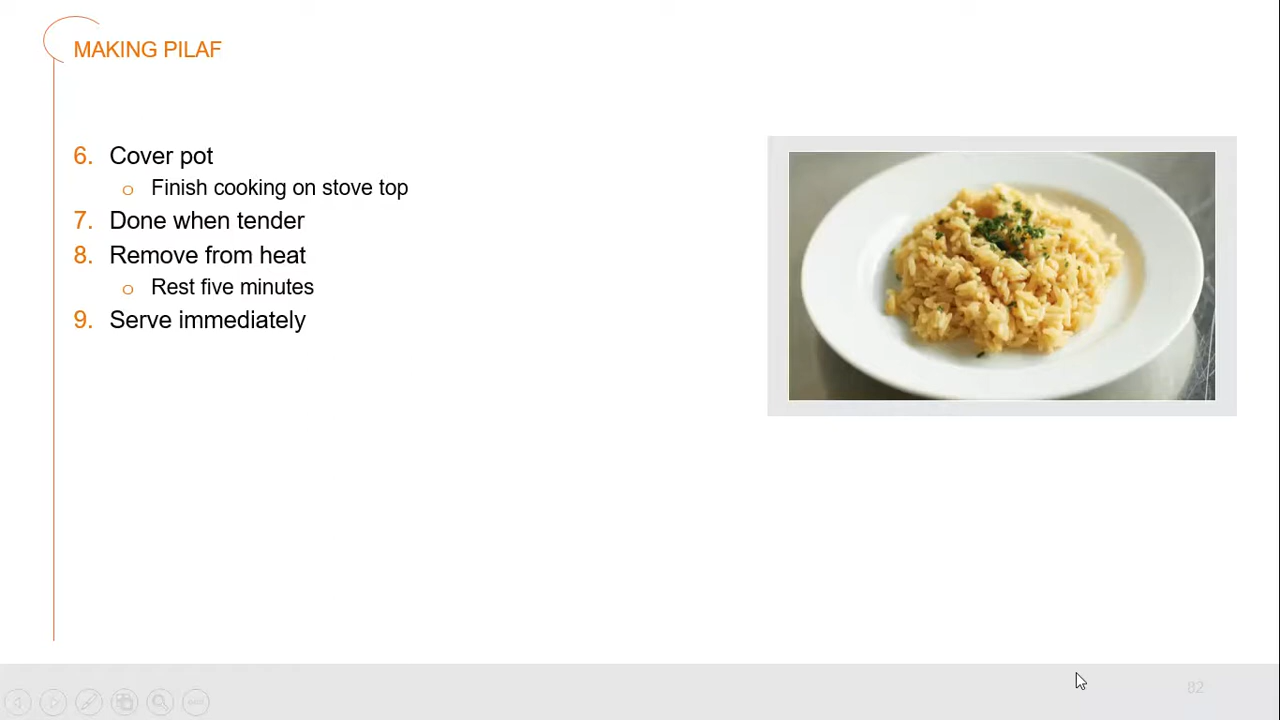 MAKING PILAF
6. Cover pot
o Finish cooking on stove top
7. Done when tender
8. Remove from heat
o Rest five minutes
9. Serve immediately
82